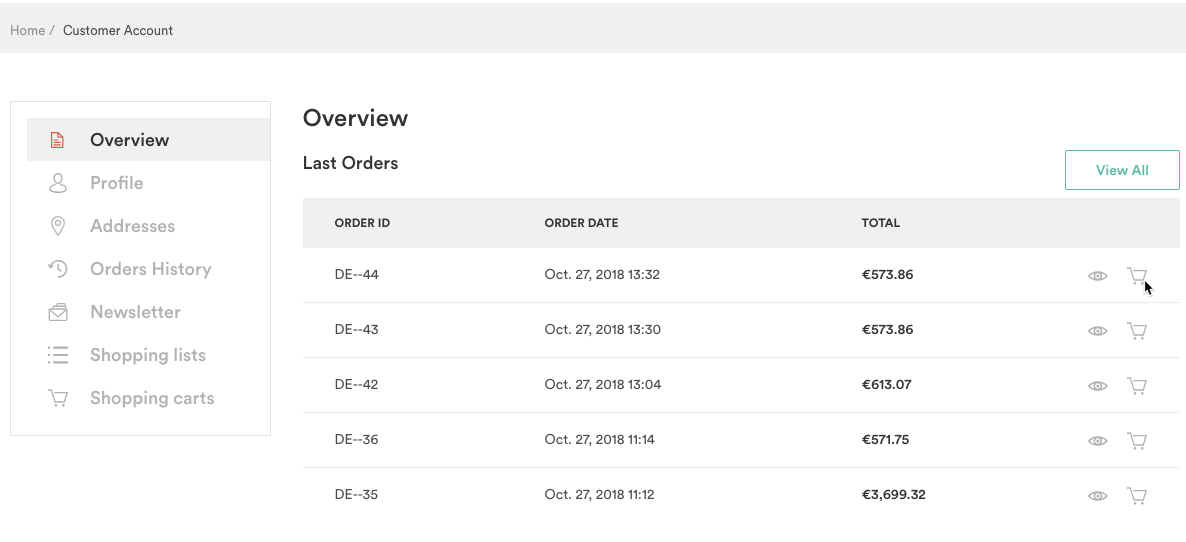 Home / Customer Account
Overview
Profile
Addresses
Orders History
Newsletter
Shopping lists
Shopping carts
Overview
Last Orders
View All
ORDER ID ORDER DATE TOTAL
DE--44 Oct. 27, 2018 13:32 €573.86
DE--43 Oct. 27, 2018 13:30 €573.86
DE--42 Oct. 27, 2018 13:04 €613.07
DE--36 Oct. 27, 2018 11:14 €571.75
DE--35 Oct. 27, 2018 11:12 €3,699.32